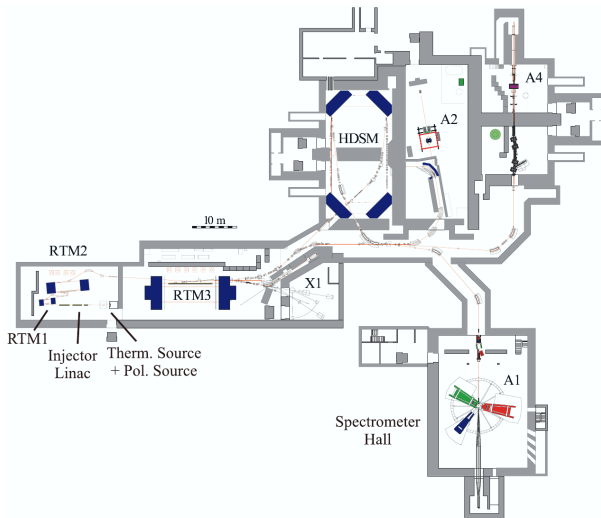 A4
A2
HDSM
10 m
RTM2
RTM3
X1
RTM1
Injector
Linac
Therm. Source
+ Pol. Source
A1
Spectrometer
Hall